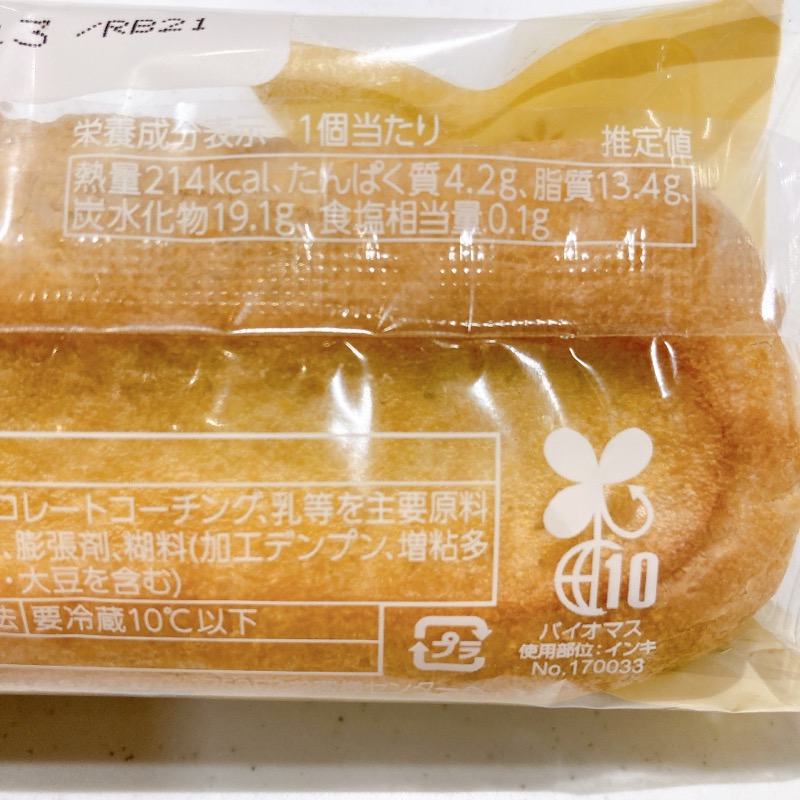 13 /RB21
栄養成分表示 1個当たり 推定値
熱量214kcal、たんぱく質4.2g、脂質13.4g、
炭水化物19.1g、食塩相当量0.1g
コレートコーチング、乳等を主要原料
、膨張剤、糊料(加工デンプン、増粘多
・大豆を含む)
法 要冷蔵10℃以下
プラ
10
バイオマス
使用部位:インキ
No.170033